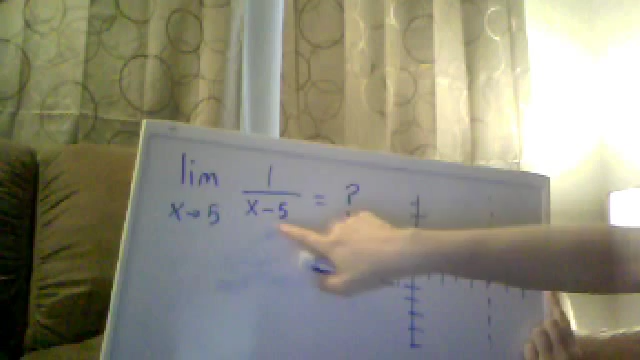 lim x→5 1/(x-5) = ?